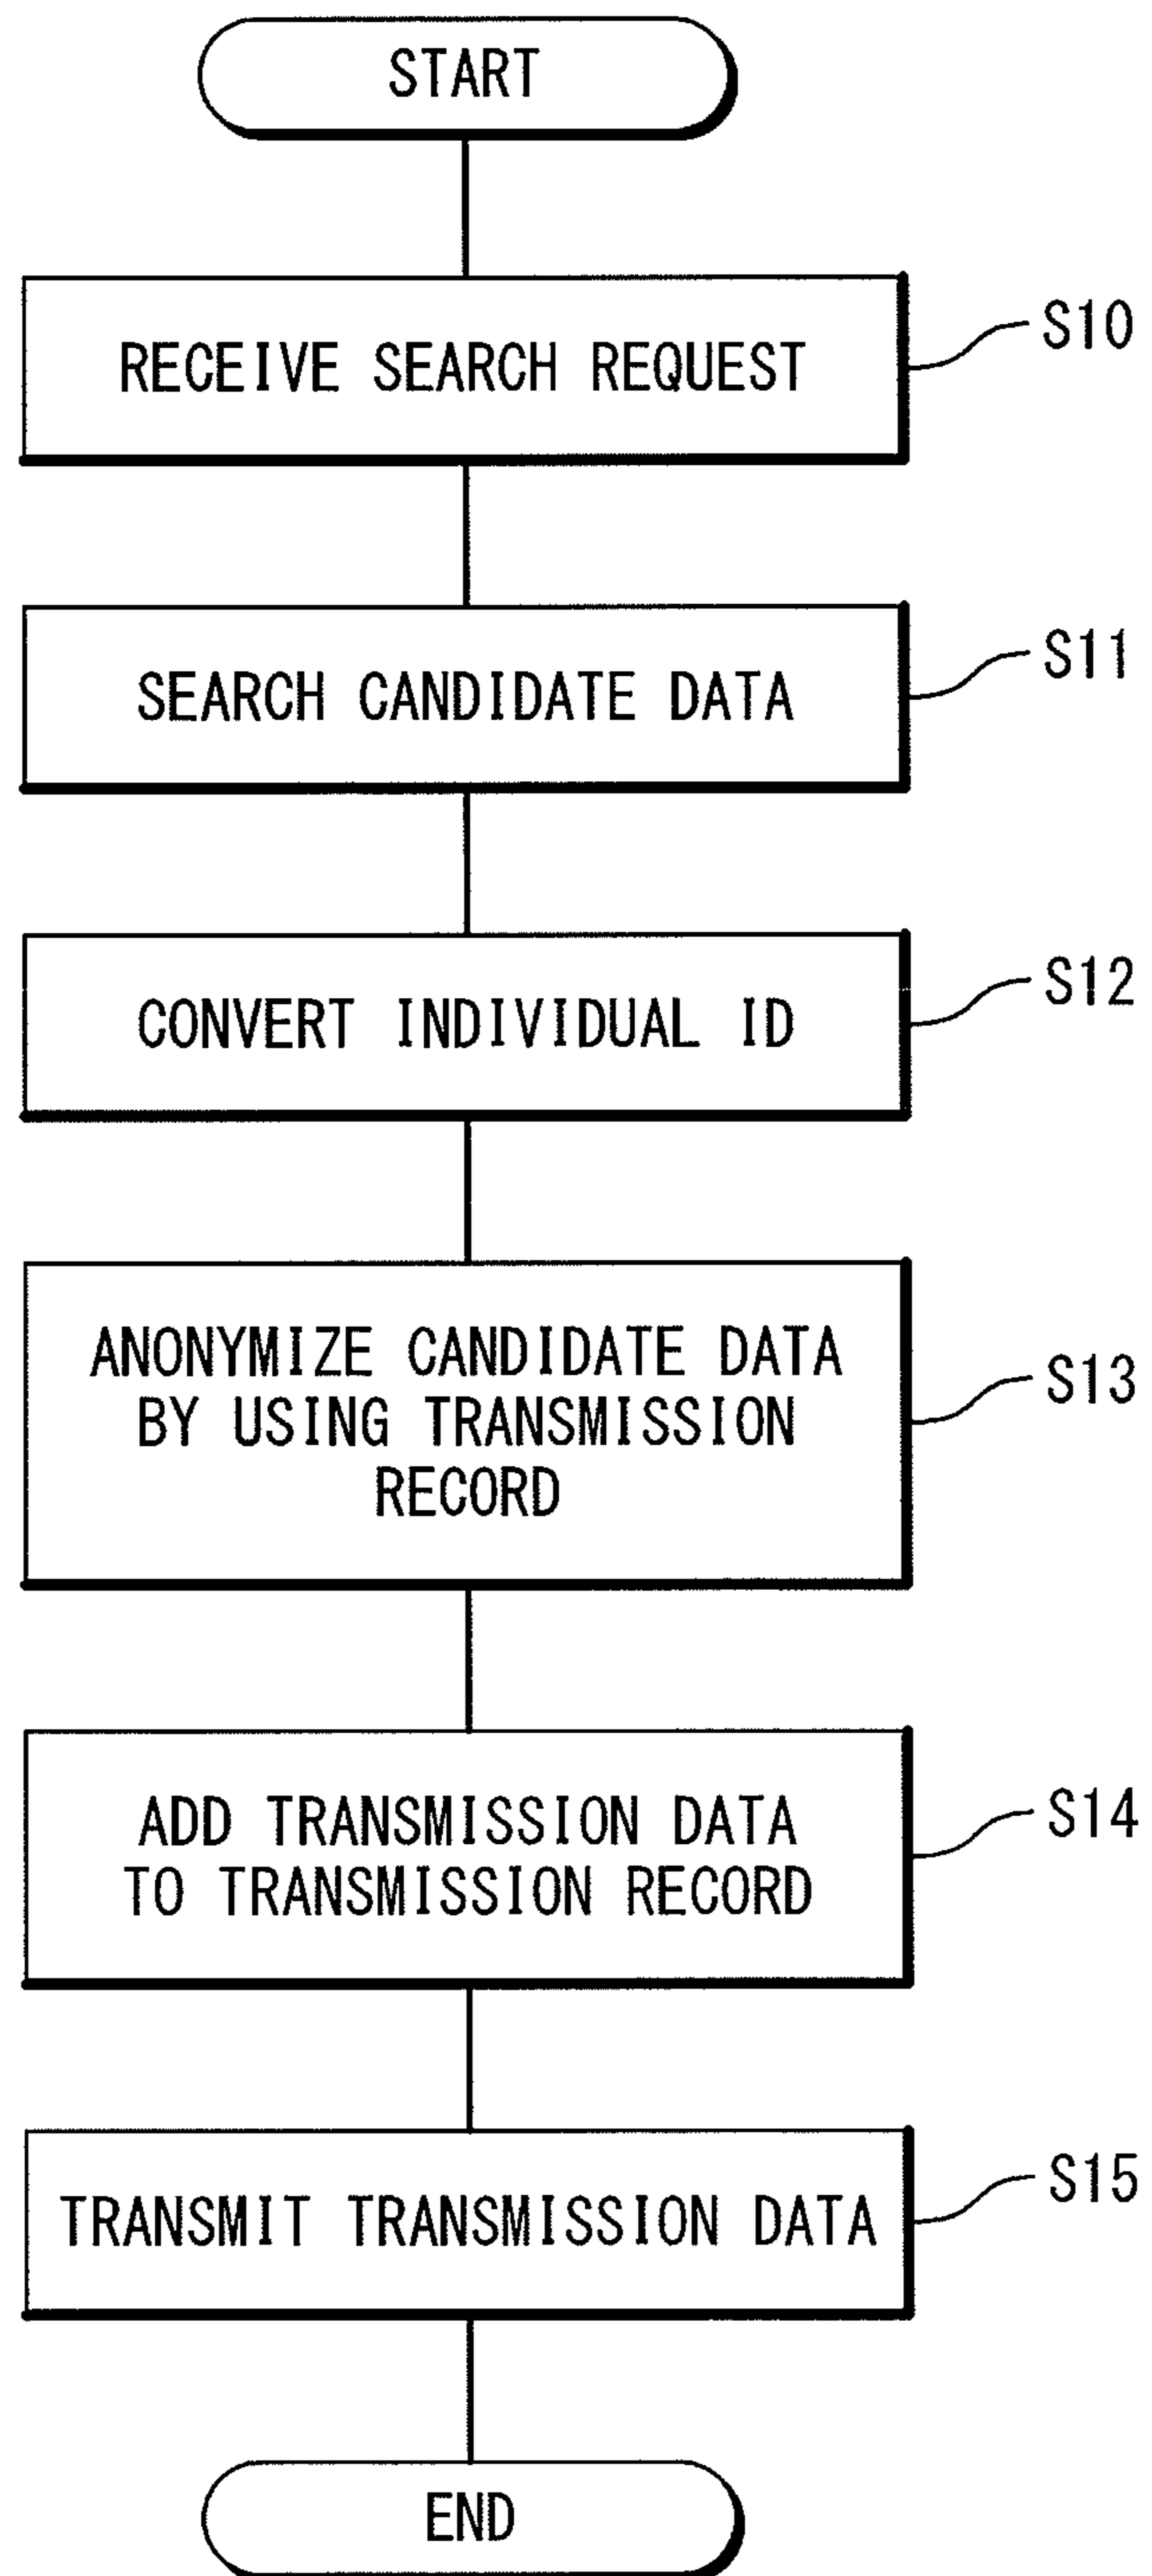 START
RECEIVE SEARCH REQUEST
S10
SEARCH CANDIDATE DATA
S11
CONVERT INDIVIDUAL ID
S12
ANONYMIZE CANDIDATE DATA
BY USING TRANSMISSION
RECORD
S13
ADD TRANSMISSION DATA
TO TRANSMISSION RECORD
S14
TRANSMIT TRANSMISSION DATA
S15
END